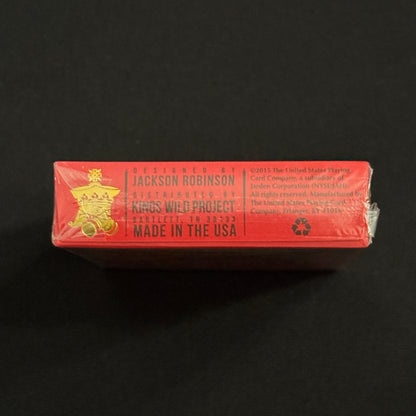 DESIGNED BY
JACKSON ROBINSON
DISTRIBUTED BY
KINGS WILD PROJECT
BARTLETT, TN
MADE IN THE USA
©2015 The United States Playing
Card Company, a subsidiary of
Jarden Corporation (NYSE:JAH).
All rights reserved. Manufactured by
The United States Playing Card
Company, Erlanger, KY 41018